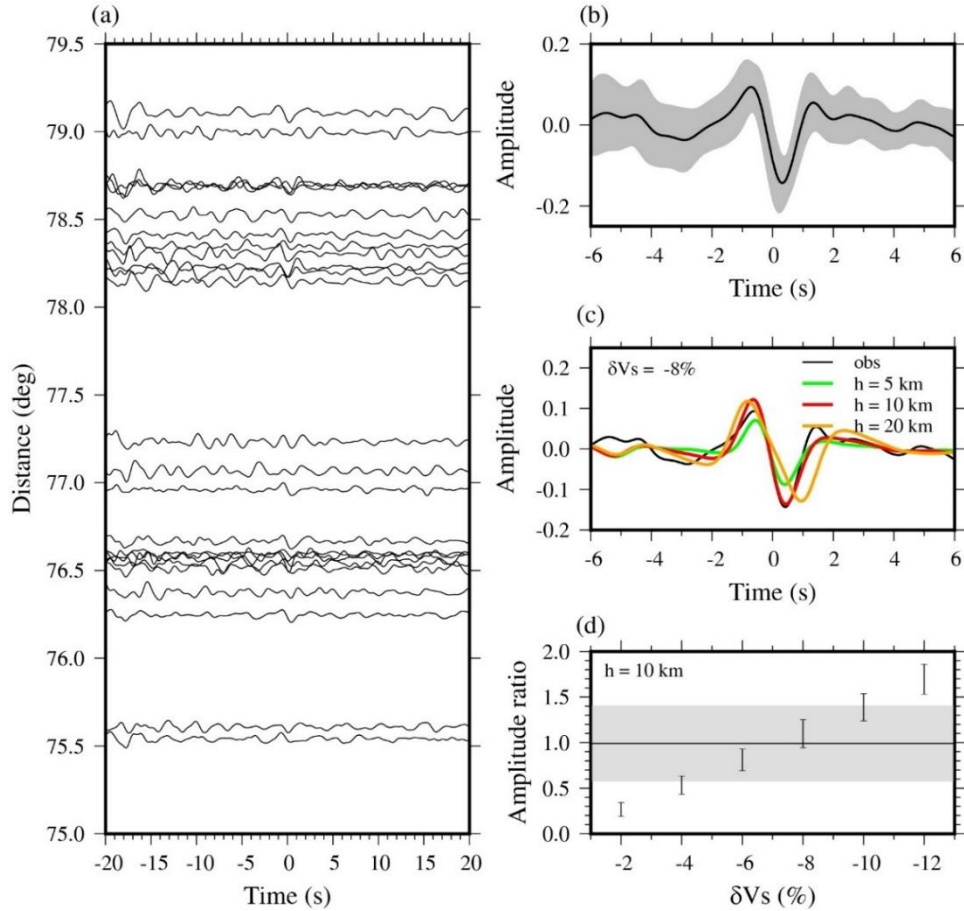 (a)
79.5
79.0
78.5
78.0
77.5
77.0
76.5
76.0
75.5
75.0
Distance (deg)
-20 -15 -10 -5 0 5 10 15 20
Time (s)
(b)
0.2
0.0
-0.2
Amplitude
-6 -4 -2 0 2 4 6
Time (s)
(c)
δVs = -8%
obs
h = 5 km
h = 10 km
h = 20 km
0.2
0.1
0.0
-0.1
-0.2
Amplitude
-6 -4 -2 0 2 4 6
Time (s)
(d)
h = 10 km
2.0
1.5
1.0
0.5
0.0
Amplitude ratio
-2 -4 -6 -8 -10 -12
δVs (%)